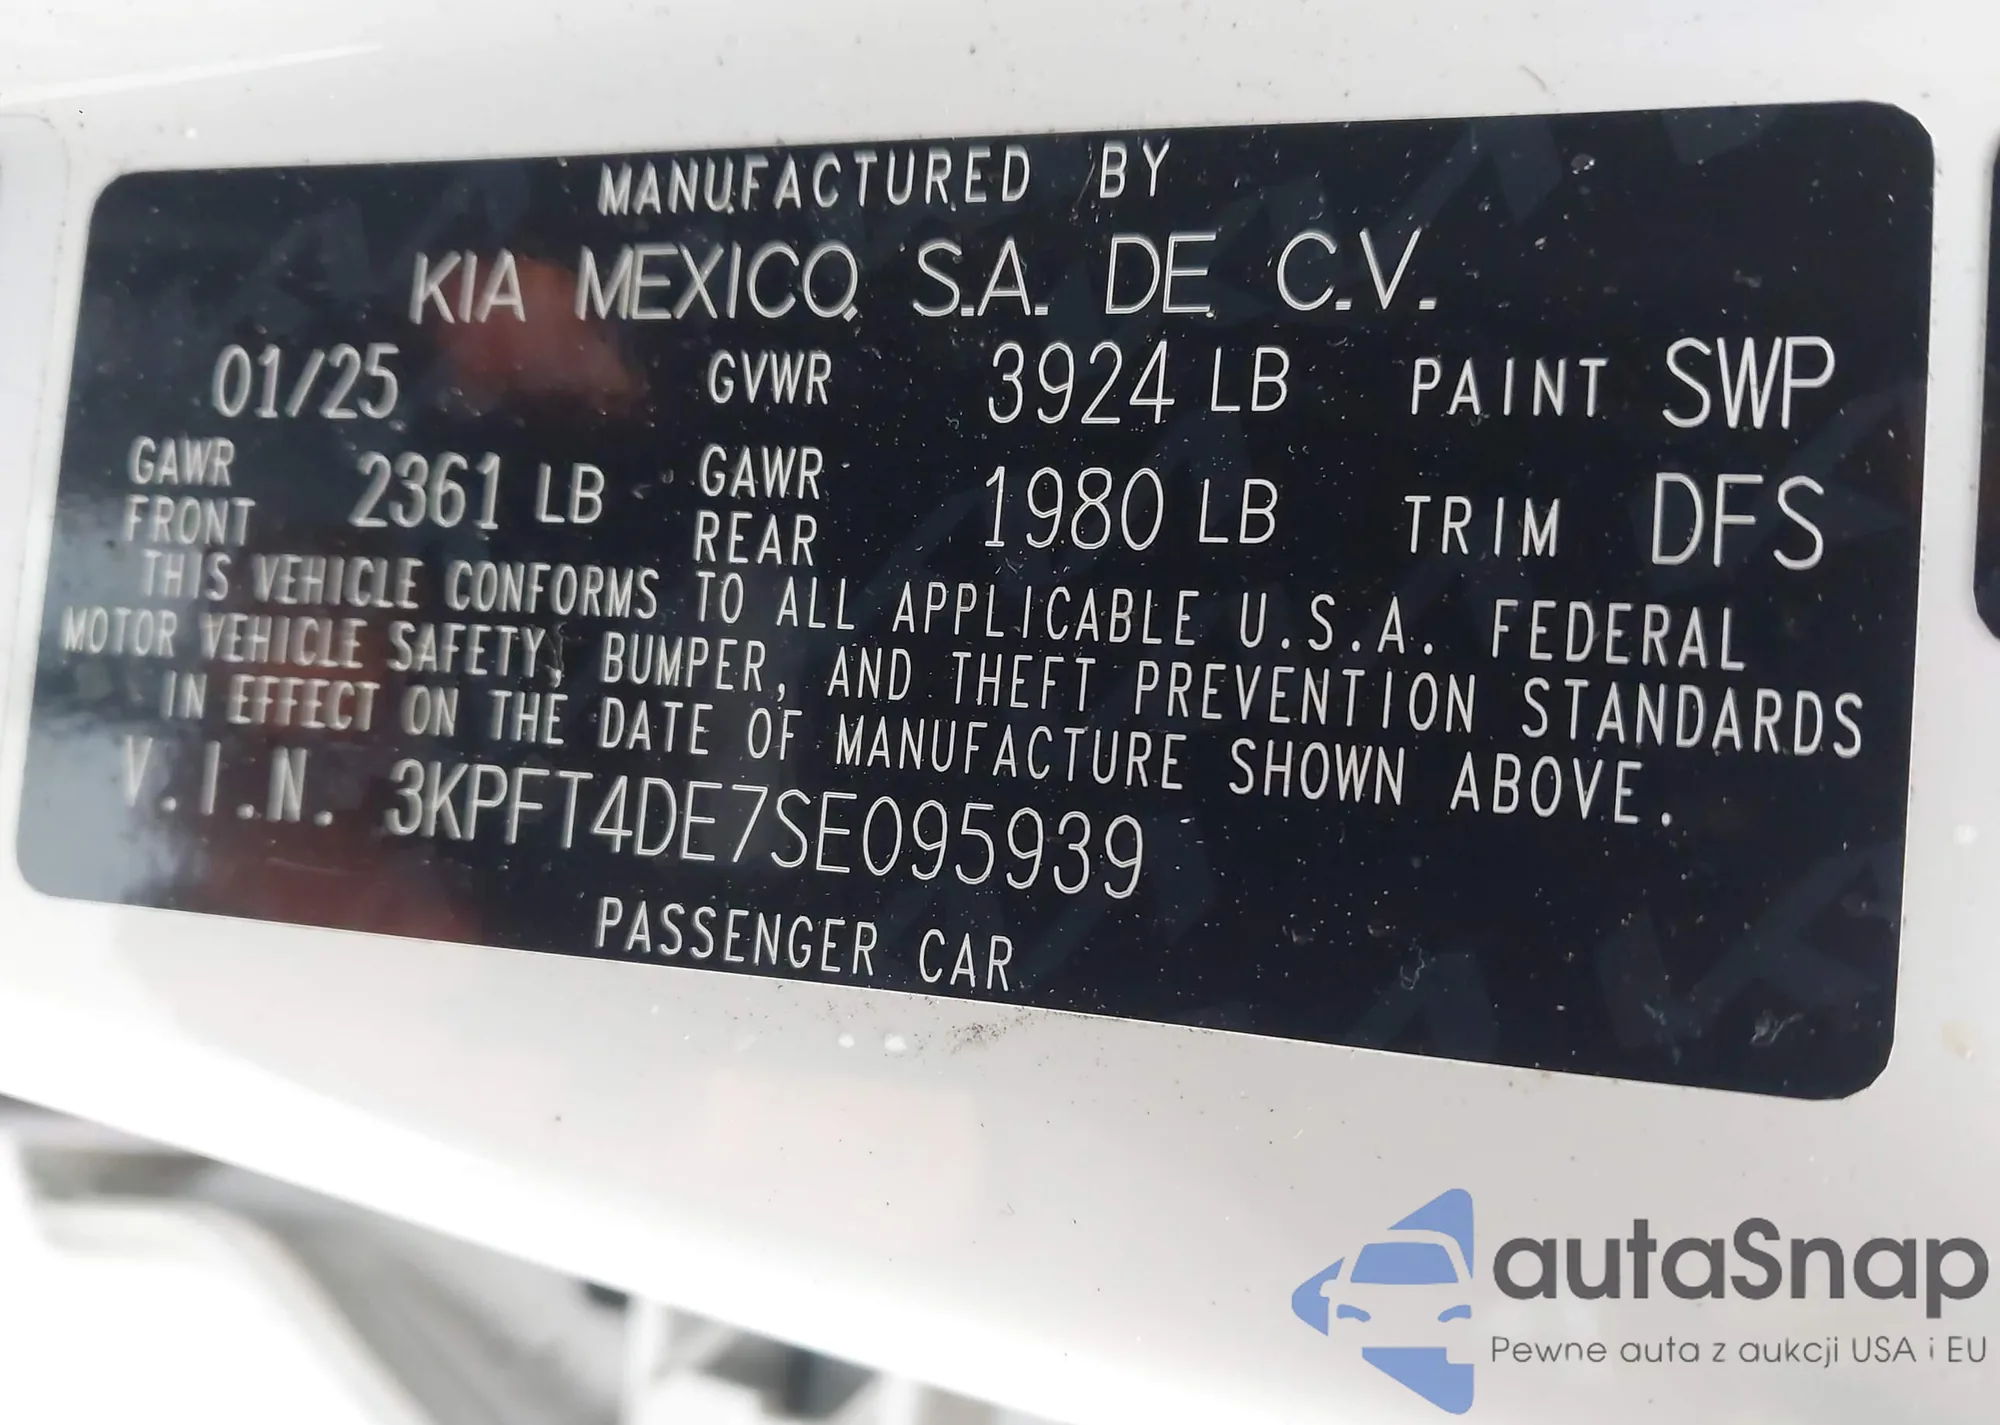 MANUFACTURED BY
KIA MEXICO, S.A. DE C.V.
01/25 GVWR 3924 LB PAINT SWP
GAWR FRONT 2361 LB GAWR REAR 1980 LB TRIM DFS
THIS VEHICLE CONFORMS TO ALL APPLICABLE U.S.A. FEDERAL
MOTOR VEHICLE SAFETY, BUMPER, AND THEFT PREVENTION STANDARDS
IN EFFECT ON THE DATE OF MANUFACTURE SHOWN ABOVE.
V.I.N. 3KPFT4DE7SE095939
PASSENGER CAR
autaSnap
Pewne auta z aukcji USA i EU